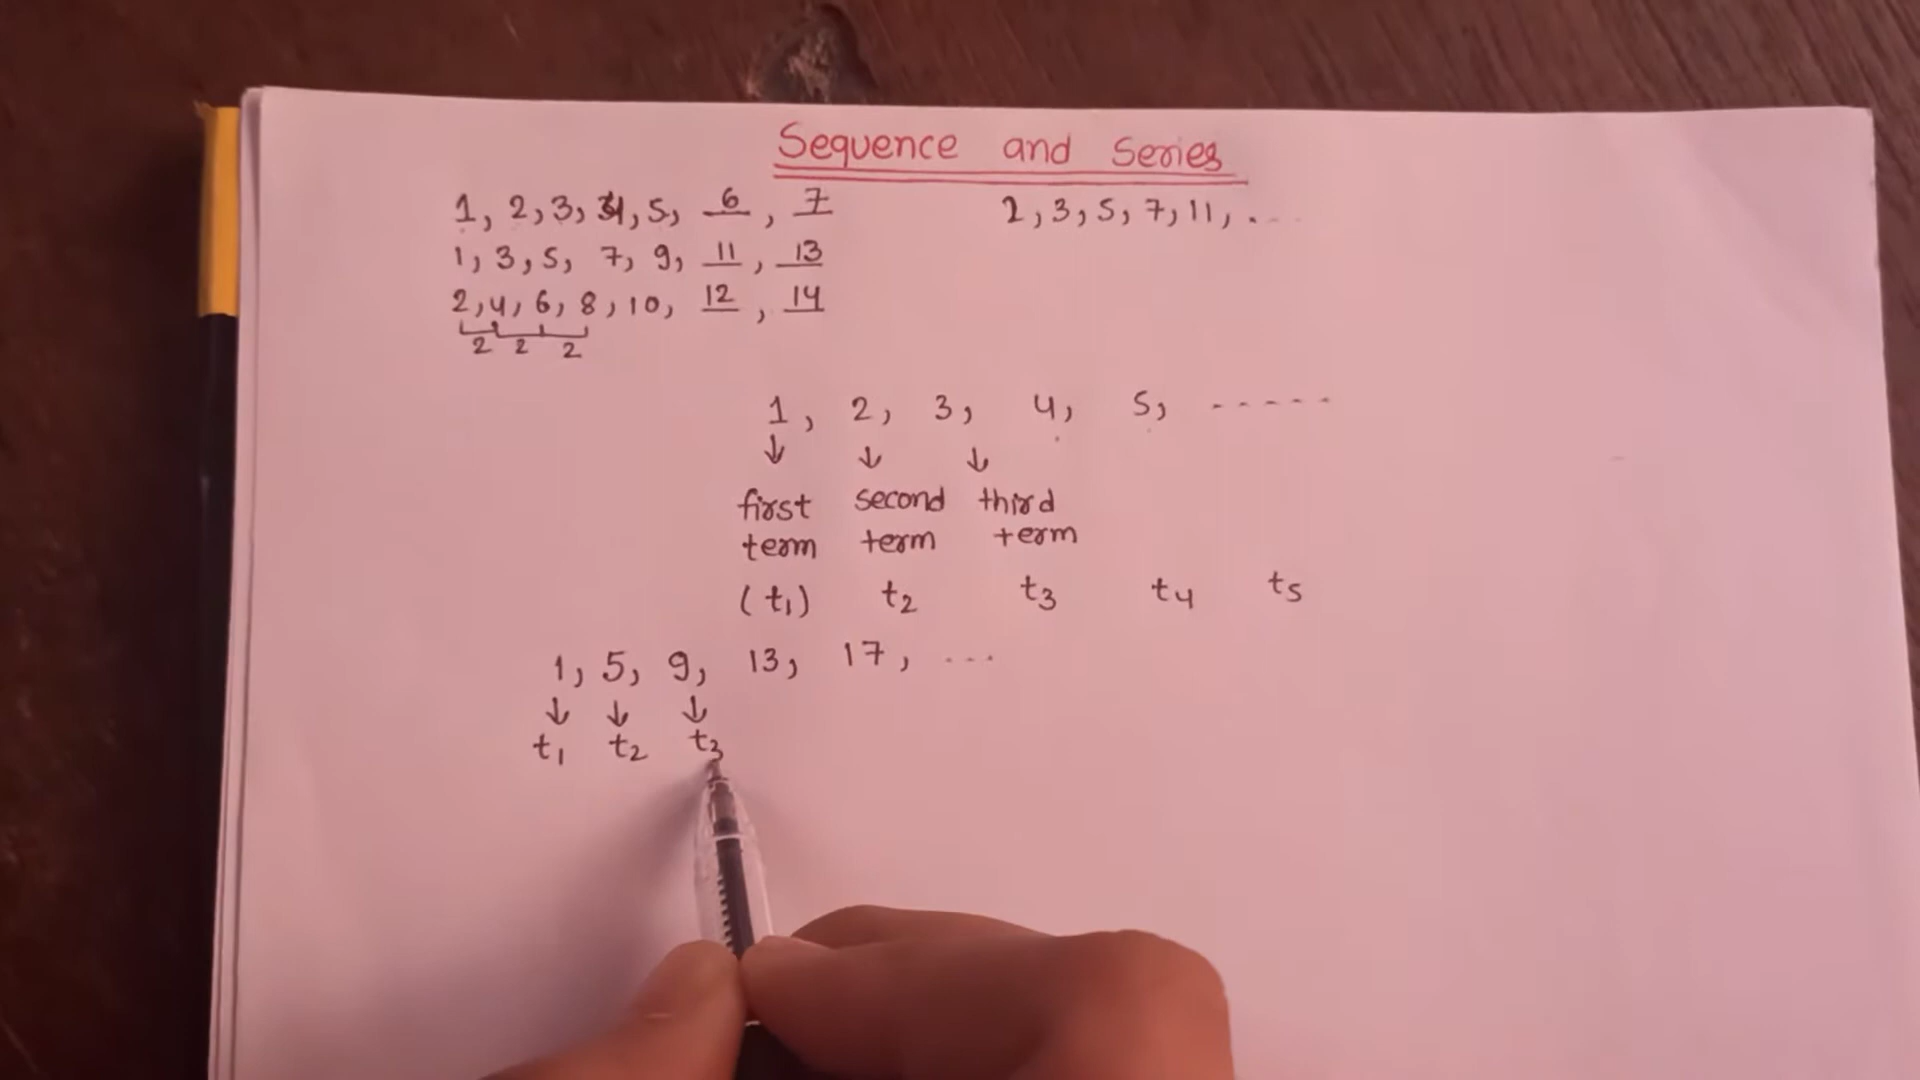 Sequence and Series
1, 2, 3, 4, 5, 6, 7
2, 3, 5, 7, 11, ....
1, 3, 5, 7, 9, 11, 13
2, 4, 6, 8, 10, 12, 14
2 2 2
1, 2, 3, 4, 5, -----
↓ ↓ ↓
first second third
term term term
(t₁) t₂ t₃ t₄ t₅
1, 5, 9, 13, 17, ...
↓ ↓ ↓
t₁ t₂ t₃